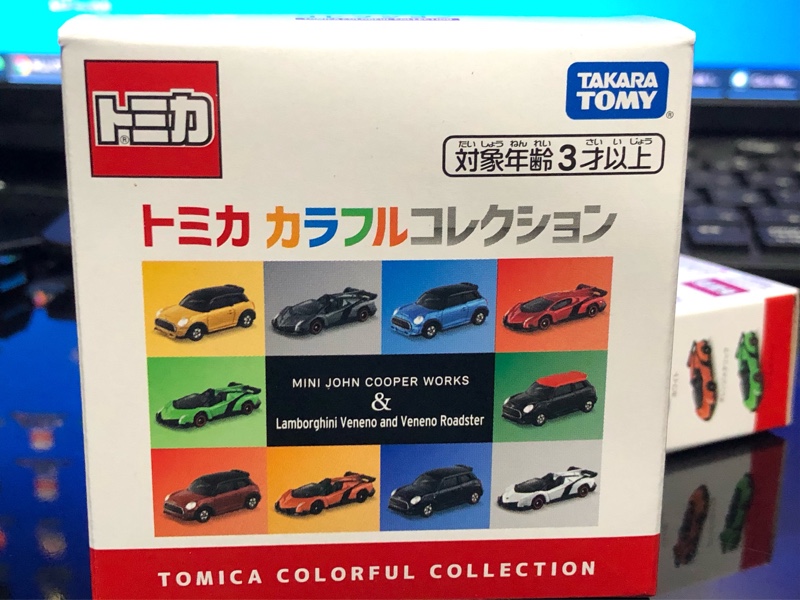 トミカ
®
TAKARA
TOMY
®
たいしょうねんれい さい いじょう
対象年齢3才以上
トミカ カラフルコレクション
MINI JOHN COOPER WORKS
&
Lamborghini Veneno and Veneno Roadster
TOMICA COLORFUL COLLECTION